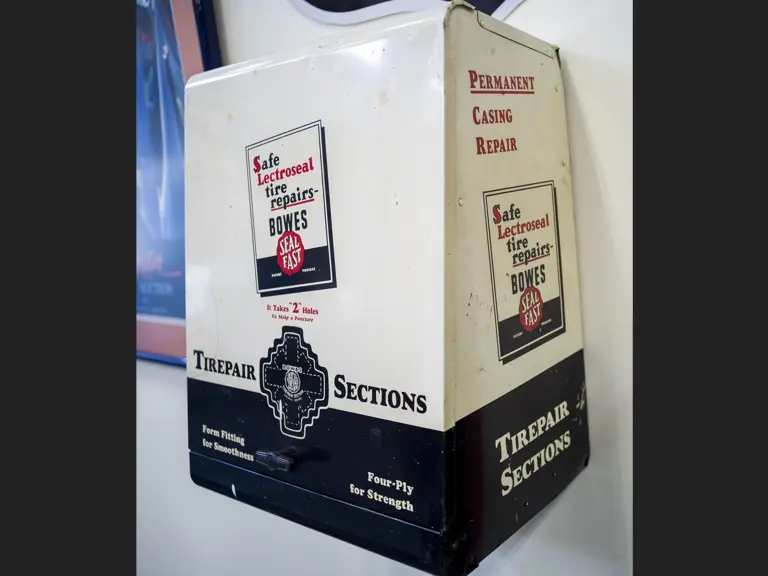 Safe
Lectroseal
tire
repairs-
BOWES
SEAL
FAST
It Takes "2" Holes
To Make a Puncture
TIREPAIR SECTIONS
BOWES
Form Fitting
for Smoothness
Four-Ply
for Strength
PERMANENT
CASING
REPAIR
Safe
Lectroseal
tire
repairs-
BOWES
SEAL
FAST
TIREPAIR
SECTIONS